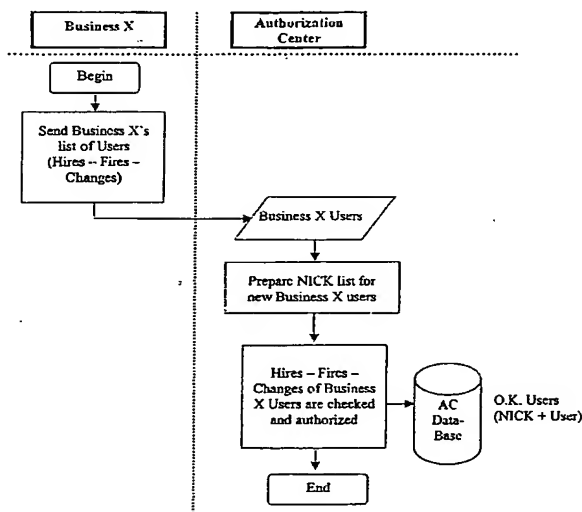 Business X
Authorization
Center
Begin
Send Business X's
list of Users
(Hires – Fires –
Changes)
Business X Users
Prepare NICK list for
new Business X users
Hires – Fires –
Changes of Business
X Users are checked
and authorized
AC
Data-
Base
O.K. Users
(NICK + User)
End